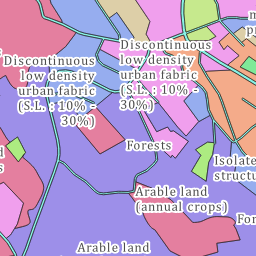 Discontinuous
low density
urban fabric
(S.L. : 10% -
30%)
Discontinuous
low density
urban fabric
(S.L. : 10% -
30%)
Forests
Isolate
structu
Arable land
(annual crops)
For
Arable land